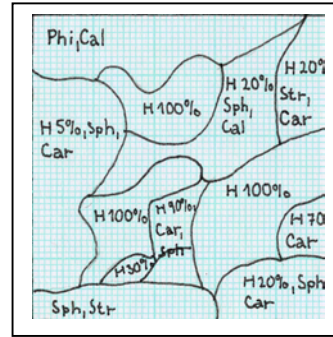 Phi, Cal
H 5%, Sph,
Car
H 100%
H 20%
Sph,
Cal
H 20%
Str,
Car
H 100%
H 90%,
Car,
Sph
H 30%
H 100%
H 70
Car
H 20%, Sph
Car
Sph, Str